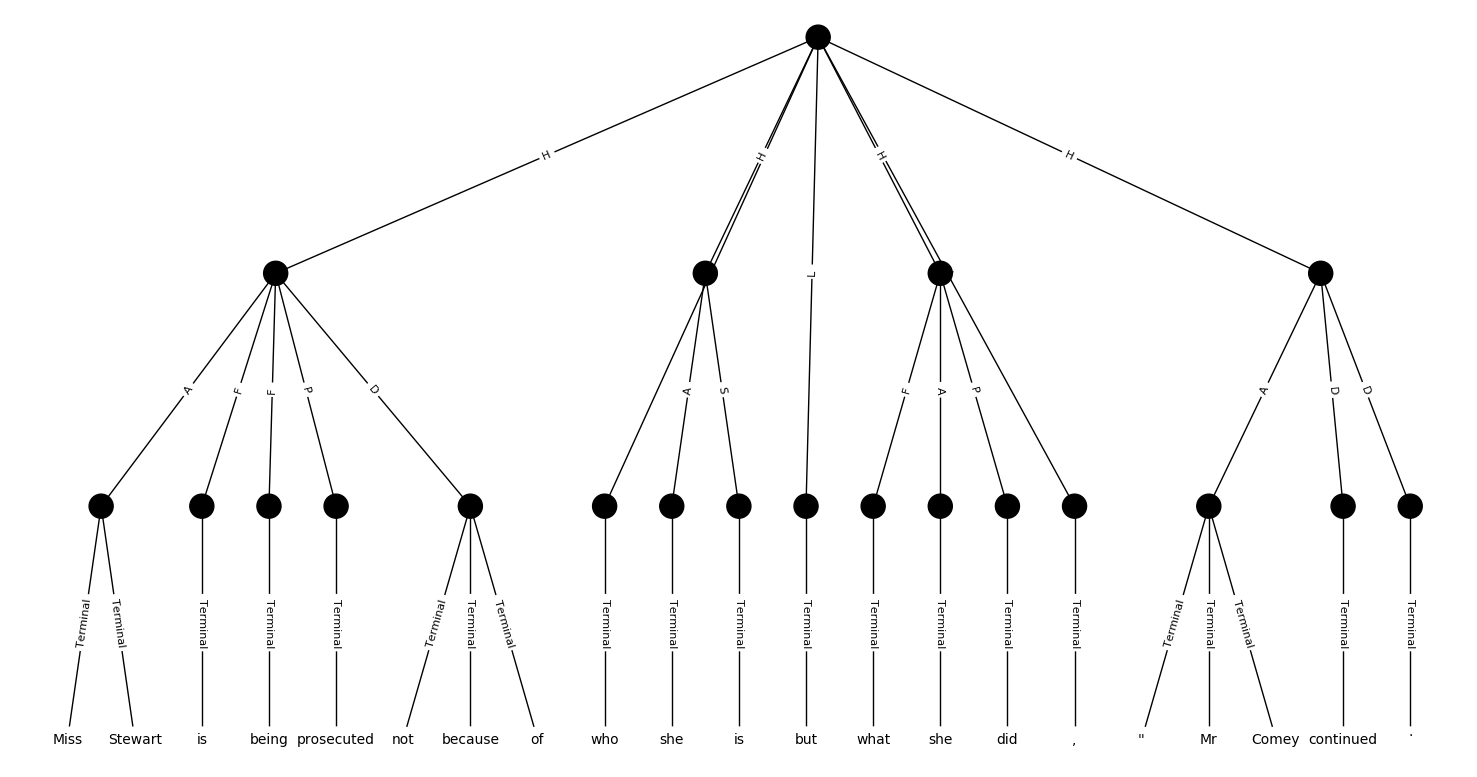 H H L H H
A F F P D A S F A P A D D
Terminal Terminal Terminal Terminal Terminal Terminal Terminal Terminal Terminal Terminal Terminal Terminal Terminal Terminal Terminal Terminal Terminal Terminal Terminal Terminal Terminal
Miss Stewart is being prosecuted not because of who she is but what she did , " Mr Comey continued .